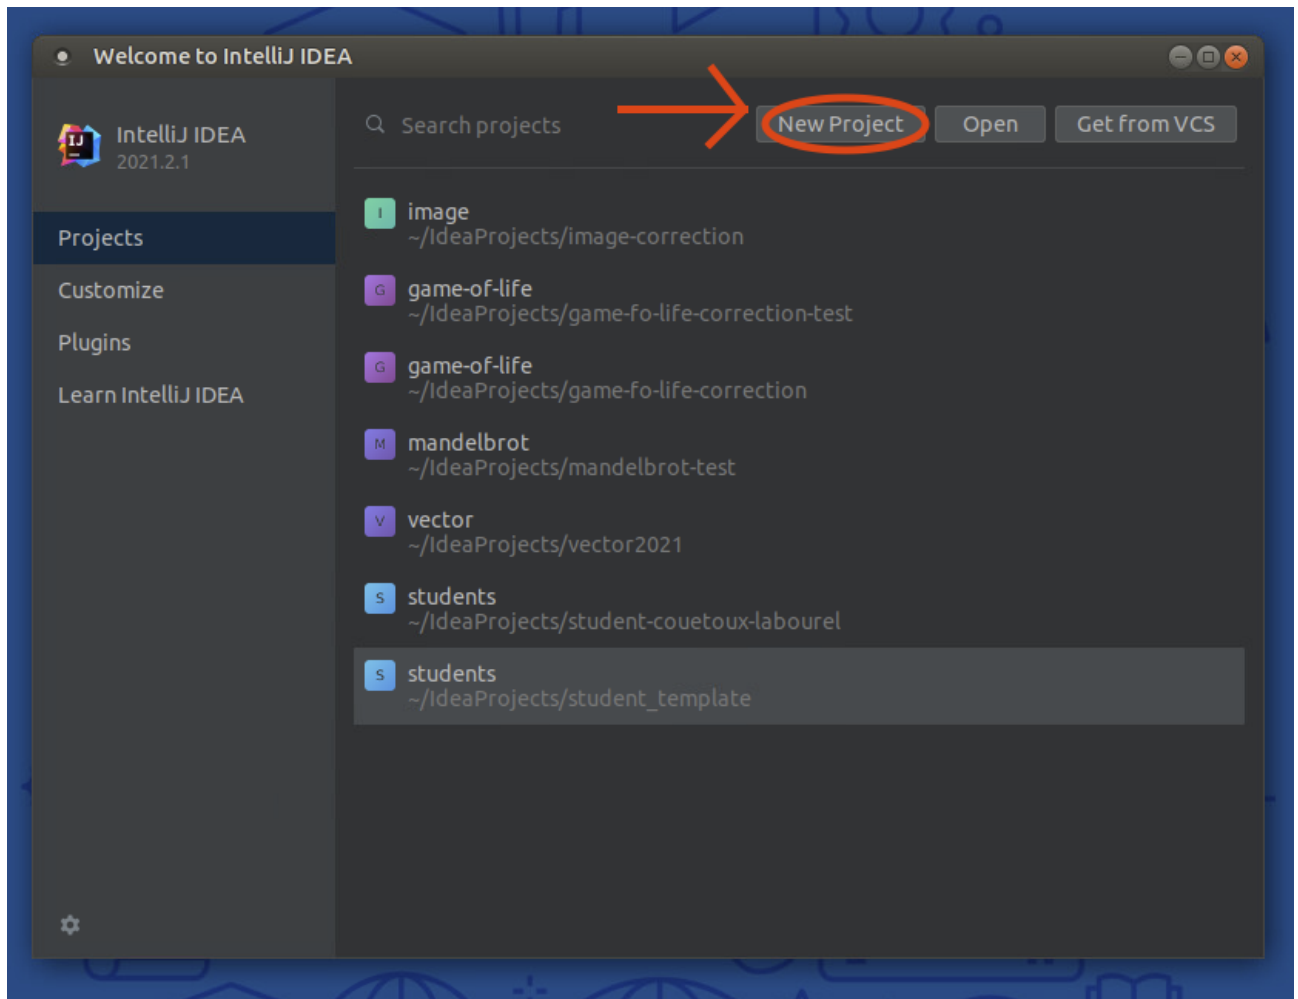 Welcome to IntelliJ IDEA
IJ
IntelliJ IDEA
2021.2.1
Projects
Customize
Plugins
Learn IntelliJ IDEA
Search projects
New Project
Open
Get from VCS
I
image
~/IdeaProjects/image-correction
G
game-of-life
~/IdeaProjects/game-fo-life-correction-test
G
game-of-life
~/IdeaProjects/game-fo-life-correction
M
mandelbrot
~/IdeaProjects/mandelbrot-test
V
vector
~/IdeaProjects/vector2021
S
students
~/IdeaProjects/student-couetoux-labourel
S
students
~/IdeaProjects/student_template